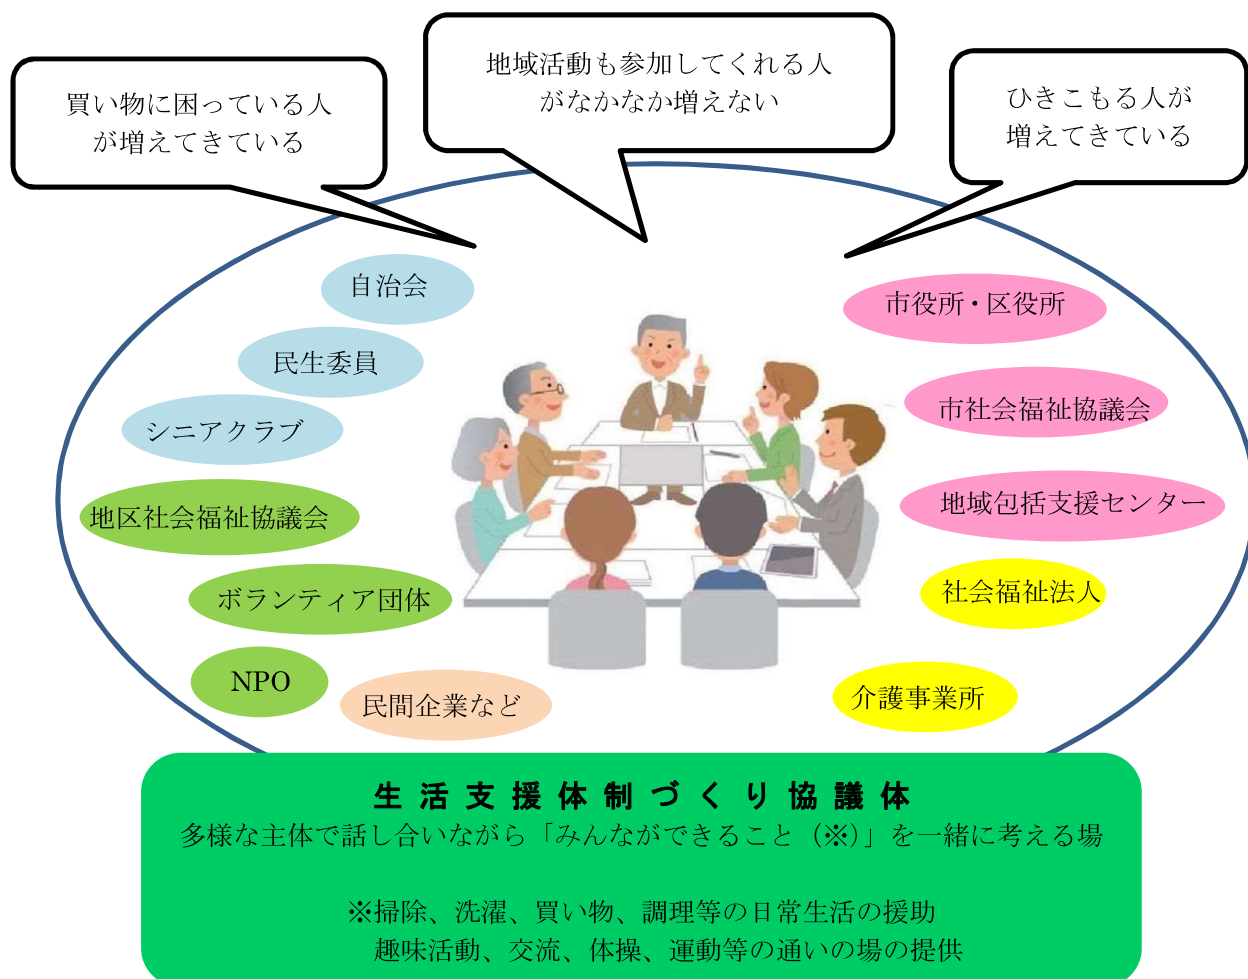 買い物に困っている人
が増えてきている
地域活動も参加してくれる人
がなかなか増えない
ひきこもる人が
増えてきている
自治会
民生委員
シニアクラブ
地区社会福祉協議会
ボランティア団体
NPO
民間企業など
市役所・区役所
市社会福祉協議会
地域包括支援センター
社会福祉法人
介護事業所
生活支援体制づくり協議体
多様な主体で話し合いながら「みんなができること（※）」を一緒に考える場
※掃除、洗濯、買い物、調理等の日常生活の援助
趣味活動、交流、体操、運動等の通いの場の提供